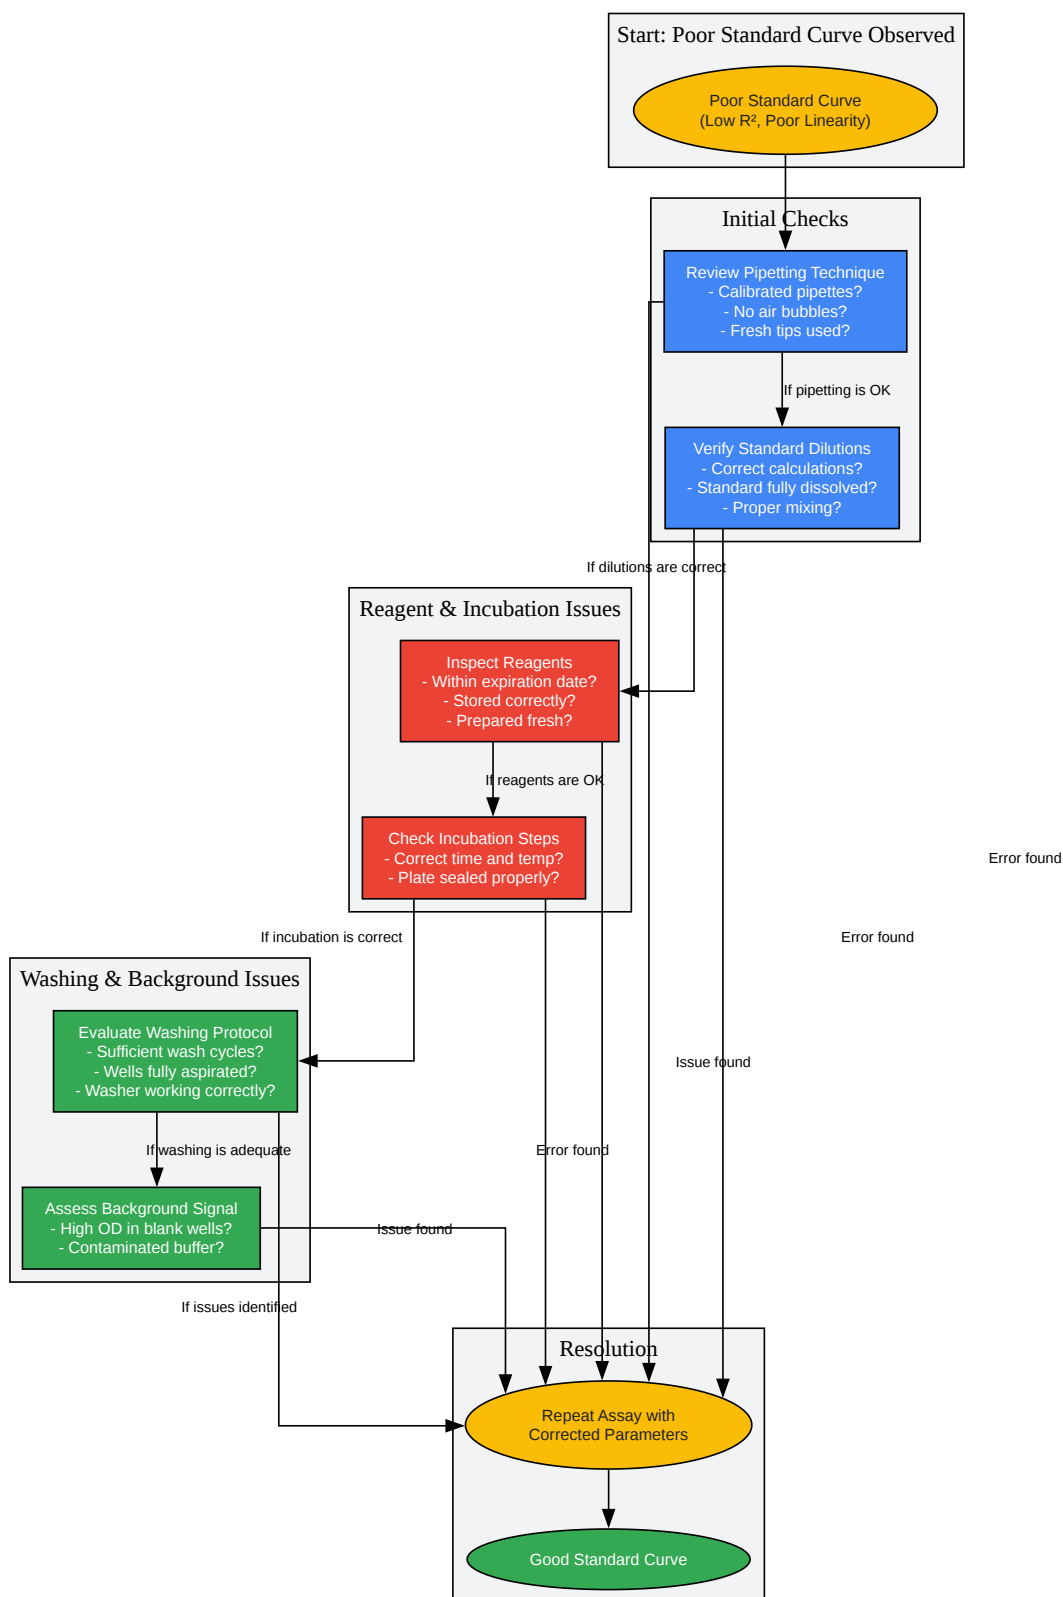 Start: Poor Standard Curve Observed
Poor Standard Curve
(Low R², Poor Linearity)
Initial Checks
Review Pipetting Technique
- Calibrated pipettes?
- No air bubbles?
- Fresh tips used?
If pipetting is OK
Verify Standard Dilutions
- Correct calculations?
- Standard fully dissolved?
- Proper mixing?
If dilutions are correct
Reagent & Incubation Issues
Inspect Reagents
- Within expiration date?
- Stored correctly?
- Prepared fresh?
If reagents are OK
Check Incubation Steps
- Correct time and temp?
- Plate sealed properly?
Error found
If incubation is correct
Error found
Washing & Background Issues
Evaluate Washing Protocol
- Sufficient wash cycles?
- Wells fully aspirated?
- Washer working correctly?
Issue found
If washing is adequate
Error found
Assess Background Signal
- High OD in blank wells?
- Contaminated buffer?
Issue found
If issues identified
Resolution
Repeat Assay with
Corrected Parameters
Good Standard Curve